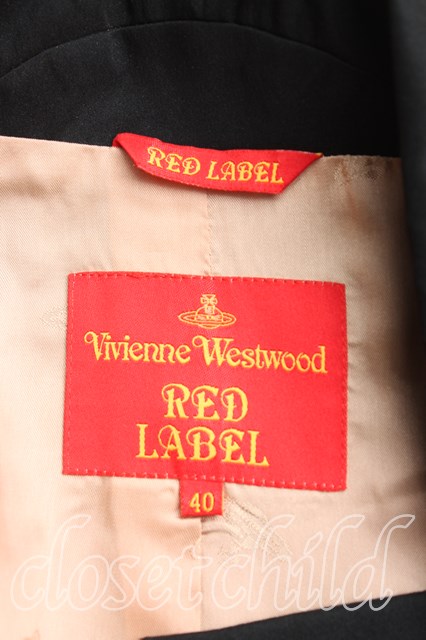 RED LABEL
Vivienne Westwood
RED
LABEL
40
closetchild